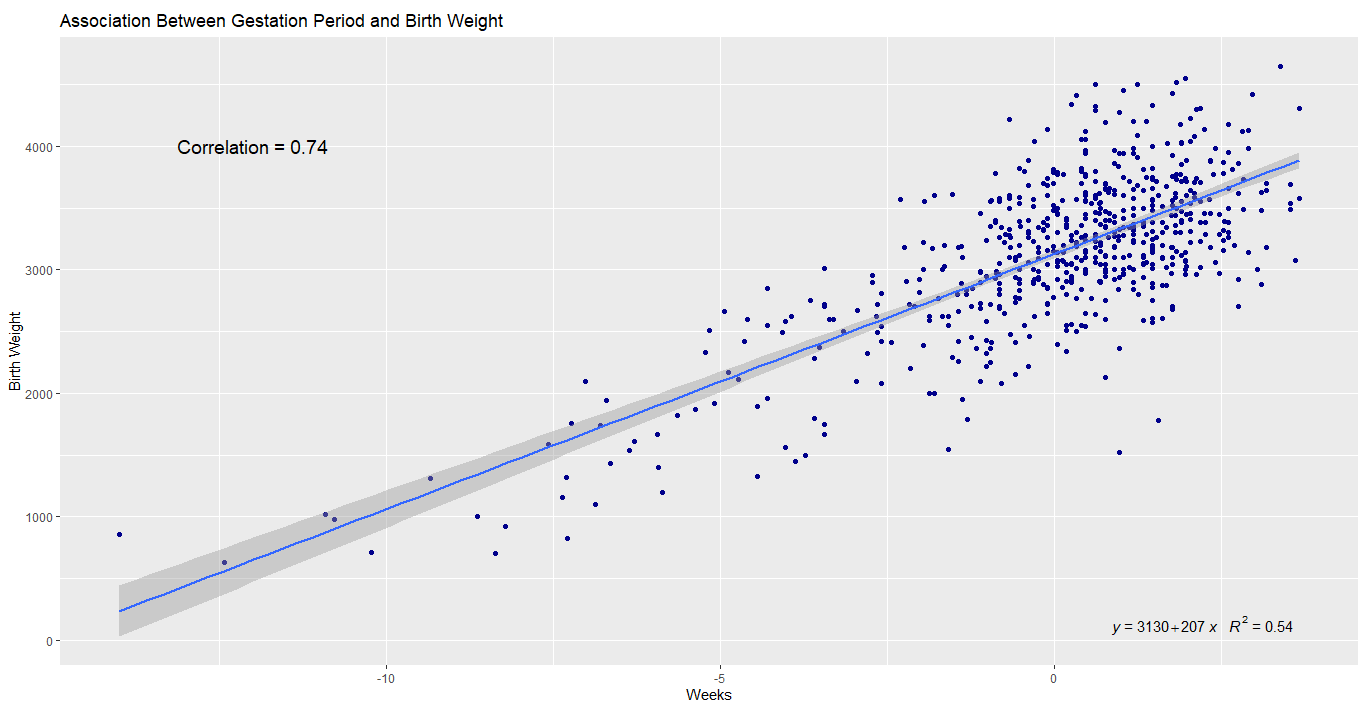 Association Between Gestation Period and Birth Weight
Birth Weight
4000
3000
2000
1000
0
Correlation = 0.74
y = 3130+207 x R² = 0.54
-10 -5 0
Weeks